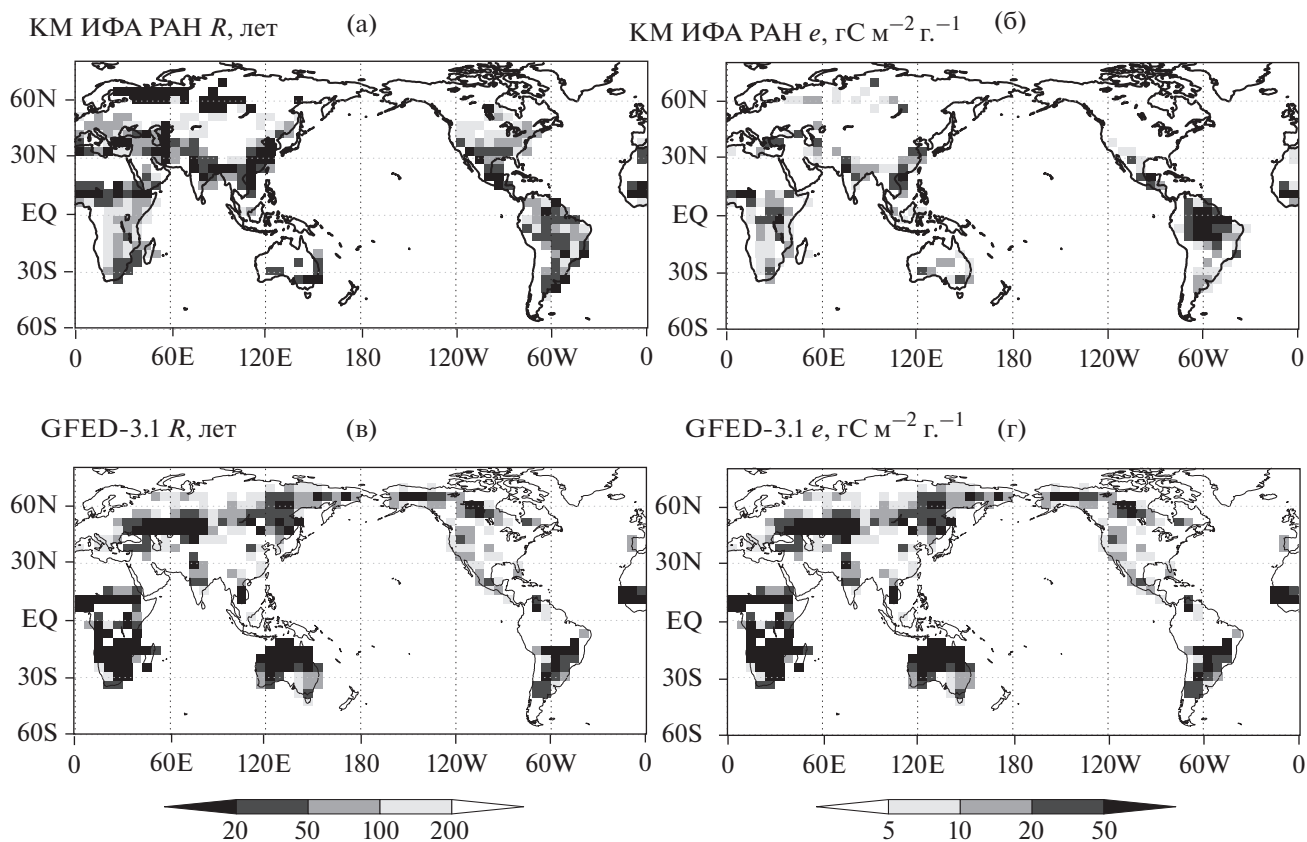 КМ ИФА РАН R, лет (а)
КМ ИФА РАН e, гС м⁻² г.⁻¹ (б)
60N
30N
EQ
30S
60S
0 60E 120E 180 120W 60W 0
60N
30N
EQ
30S
60S
0 60E 120E 180 120W 60W 0
GFED-3.1 R, лет (в)
GFED-3.1 e, гС м⁻² г.⁻¹ (г)
60N
30N
EQ
30S
60S
0 60E 120E 180 120W 60W 0
60N
30N
EQ
30S
60S
0 60E 120E 180 120W 60W 0
20 50 100 200
5 10 20 50